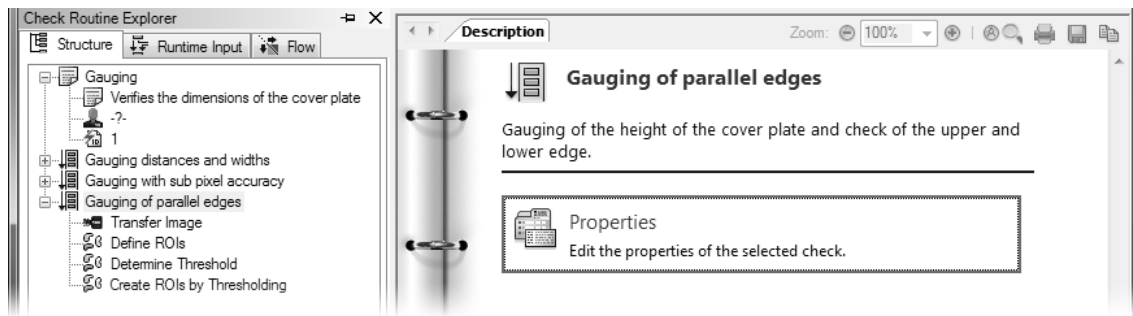 Check Routine Explorer
Structure
Runtime Input
Flow
Gauging
Verifies the dimensions of the cover plate
-?-
1
Gauging distances and widths
Gauging with sub pixel accuracy
Gauging of parallel edges
Transfer Image
Define ROIs
Determine Threshold
Create ROIs by Thresholding
Description
Zoom: 100%
Gauging of parallel edges
Gauging of the height of the cover plate and check of the upper and
lower edge.
Properties
Edit the properties of the selected check.